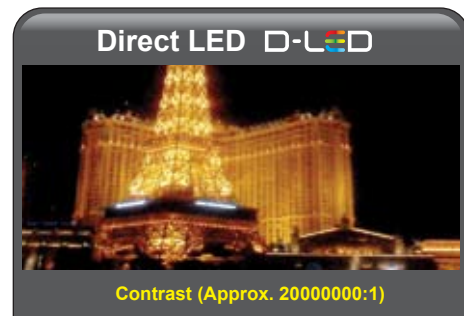 Direct LED D-LED
Contrast (Approx. 20000000:1)